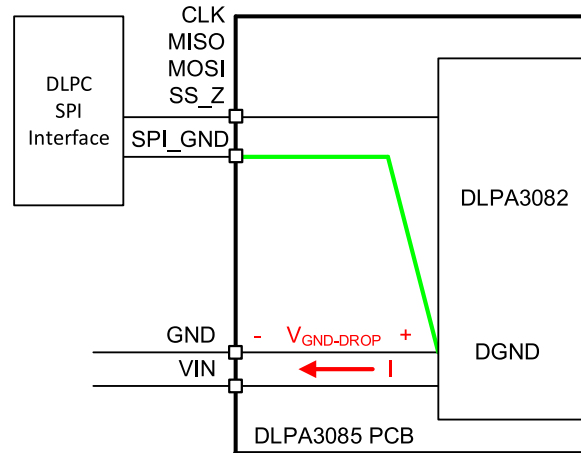 CLK
MISO
MOSI
SS_Z
DLPC
SPI
Interface
SPI_GND
DLPA3082
GND
- V_GND-DROP +
DGND
VIN
I
DLPA3085 PCB